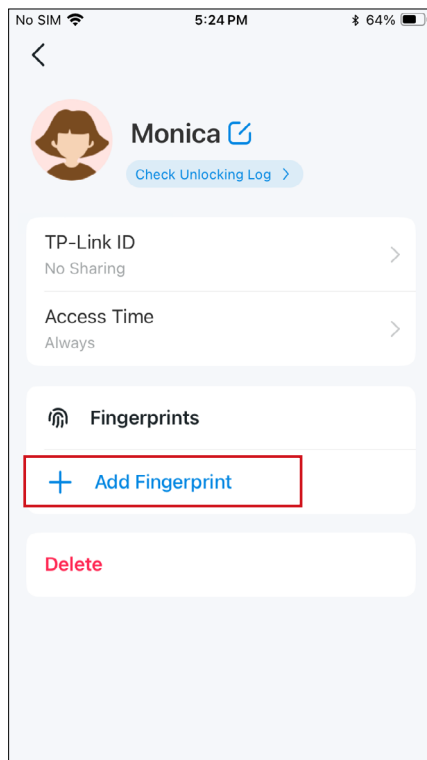 No SIM 5:24 PM 64%
Monica
Check Unlocking Log
TP-Link ID
No Sharing
Access Time
Always
Fingerprints
Add Fingerprint
Delete